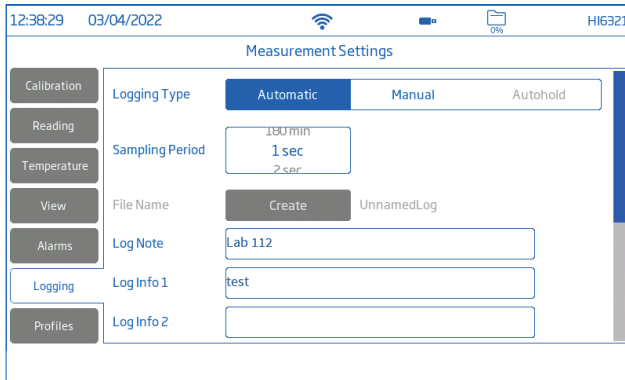 12:38:29 03/04/2022 0% HI6321
Measurement Settings
Calibration
Reading
Temperature
View
Alarms
Logging
Profiles
Logging Type Automatic Manual Autohold
180 min
Sampling Period 1 sec
2 sec
File Name Create UnnamedLog
Log Note Lab 112
Log Info 1 test
Log Info 2